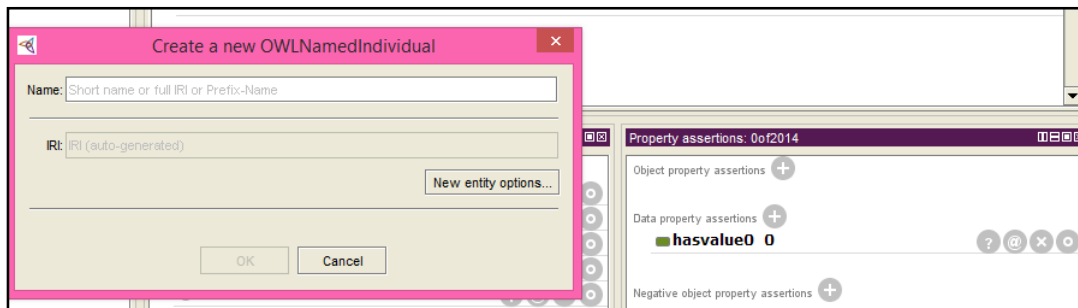 Create a new OWLNamedIndividual
Name: Short name or full IRI or Prefix-Name
IRI: IRI (auto-generated)
New entity options...
OK Cancel
Property assertions: 0of2014
Object property assertions
Data property assertions
hasvalue0 0
Negative object property assertions